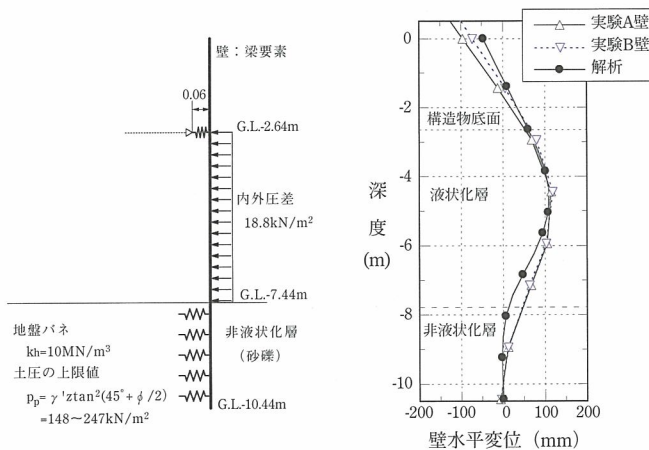 壁：梁要素
0.06
G.L.-2.64m
内外圧差
18.8kN/m²
G.L.-7.44m
地盤バネ
kh=10MN/m³
土圧の上限値
pp=γ'ztan²(45°+φ/2)
=148～247kN/m²
非液状化層
（砂礫）
G.L.-10.44m
実験A壁
実験B壁
解析
0
-2
-4
-6
-8
-10
深度(m)
構造物底面
液状化層
非液状化層
-200 -100 0 100 200
壁水平変位（mm）